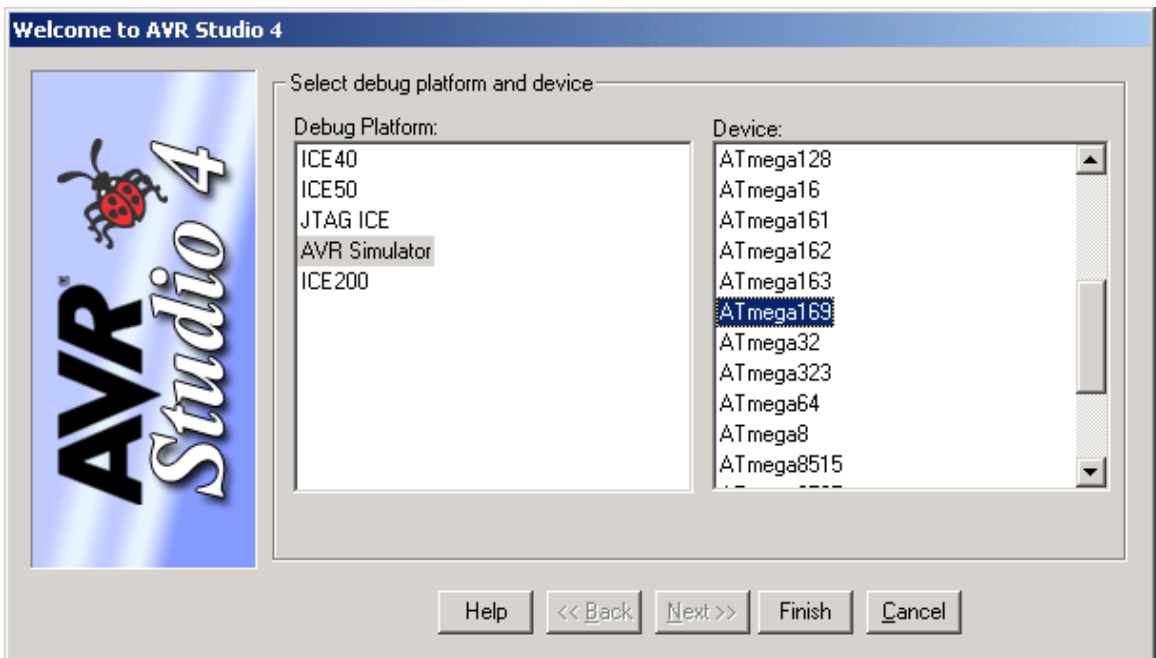 Welcome to AVR Studio 4
AVR®
Studio 4
Select debug platform and device
Debug Platform:
ICE40
ICE50
JTAG ICE
AVR Simulator
ICE200
Device:
ATmega128
ATmega16
ATmega161
ATmega162
ATmega163
ATmega169
ATmega32
ATmega323
ATmega64
ATmega8
ATmega8515
Help
<< Back
Next >>
Finish
Cancel